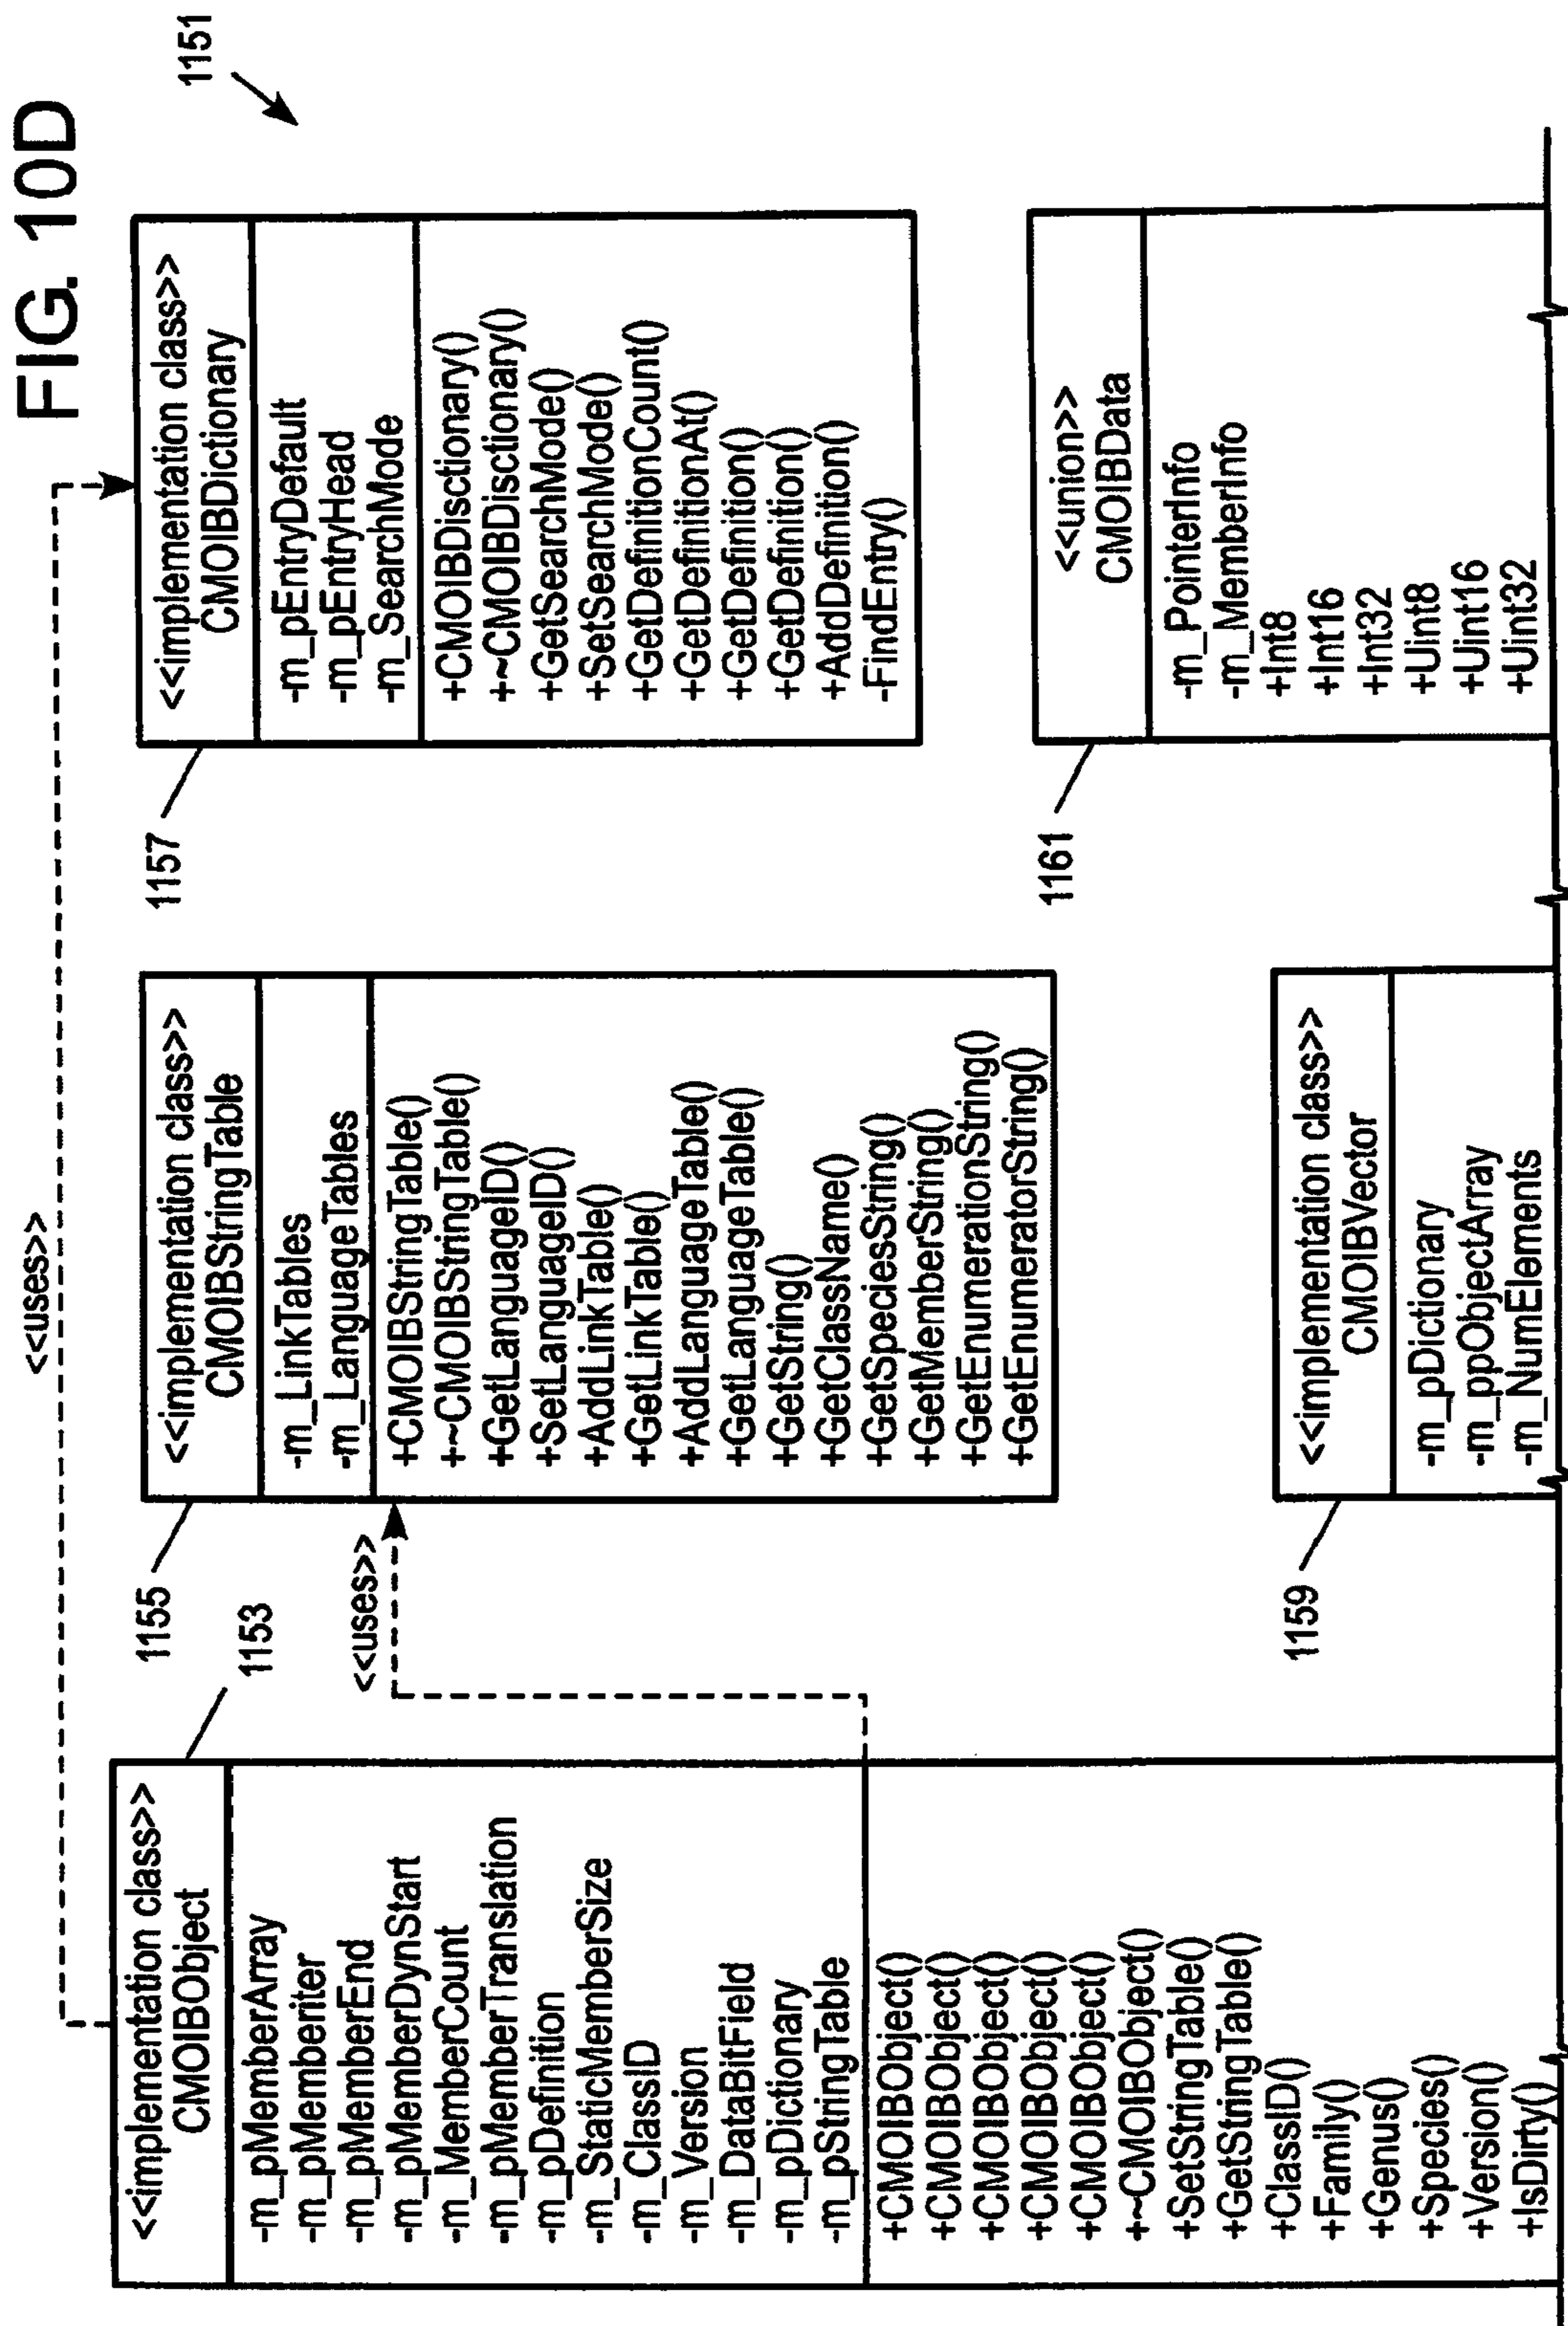 FIG. 10D
1151
<<uses>>
1153
<<implementation class>>
CMOIBObject
-m_pMemberArray
-m_pMemberiter
-m_pMemberEnd
-m_pMemberDynStart
-m_MemberCount
-m_pMemberTranslation
-m_pDefinition
-m_StaticMemberSize
-m_ClassID
-m_Version
-m_DataBitField
-m_pDictionary
-m_pStringTable
+CMOIBObject()
+CMOIBObject()
+CMOIBObject()
+CMOIBObject()
+CMOIBObject()
+~CMOIBObject()
+SetStringTable()
+GetStringTable()
+ClassID()
+Family()
+Genus()
+Species()
+Version()
+IsDirty()
<<uses>>
1155
<<implementation class>>
CMOIBStringTable
-m_LinkTables
-m_LanguageTables
+CMOIBStringTable()
+~CMOIBStringTable()
+GetLanguageID()
+SetLanguageID()
+AddLinkTable()
+GetLinkTable()
+AddLanguageTable()
+GetLanguageTable()
+GetString()
+GetClassName()
+GetSpeciesString()
+GetMemberString()
+GetEnumerationString()
+GetEnumeratorString()
1157
<<implementation class>>
CMOIBDictionary
-m_pEntryDefault
-m_pEntryHead
-m_SearchMode
+CMOIBDisctionary()
+~CMOIBDisctionary()
+GetSearchMode()
+SetSearchMode()
+GetDefinitionCount()
+GetDefinitionAt()
+GetDefinition()
+GetDefinition()
+AddDefinition()
-FindEntry()
1159
<<implementation class>>
CMOIBVector
-m_pDictionary
-m_ppObjectArray
-m_NumElements
1161
<<union>>
CMOIBData
-m_PointerInfo
-m_MemberInfo
+Int8
+Int16
+Int32
+Uint8
+Uint16
+Uint32